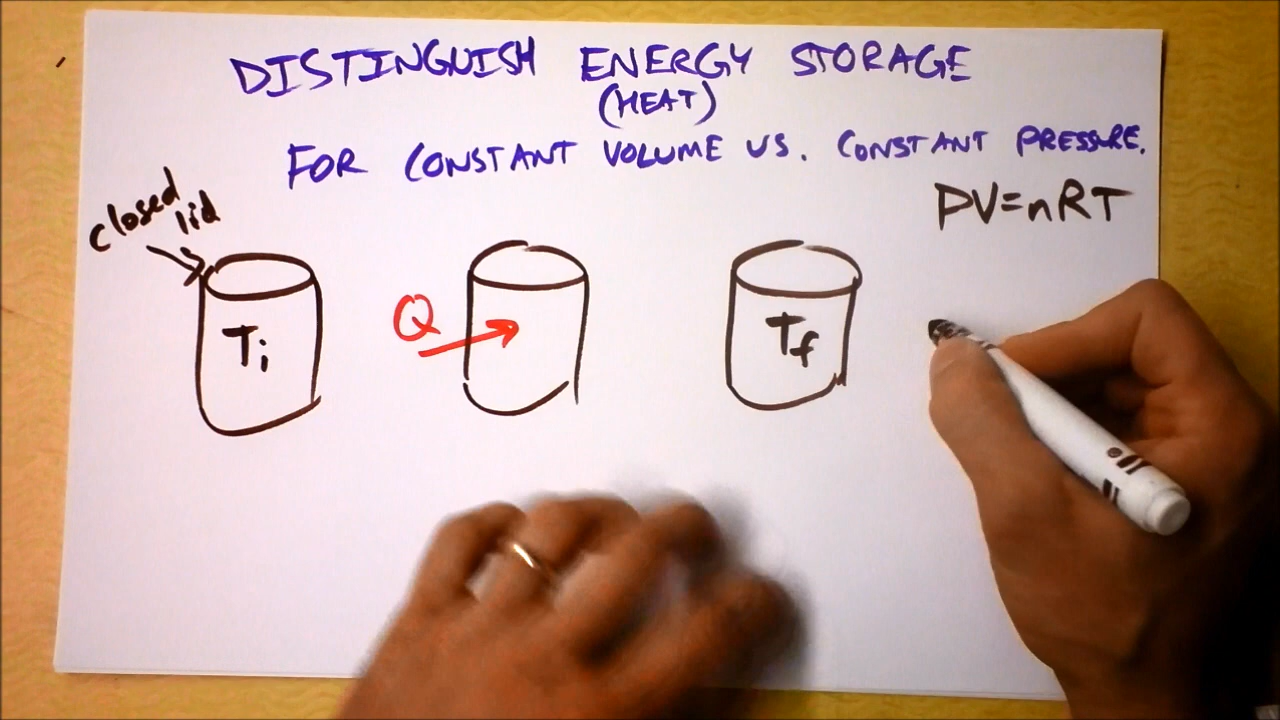 DISTINGUISH ENERGY STORAGE
(HEAT)
FOR CONSTANT VOLUME VS. CONSTANT PRESSURE.
PV=nRT
closed
lid
Ti
Q
Tf